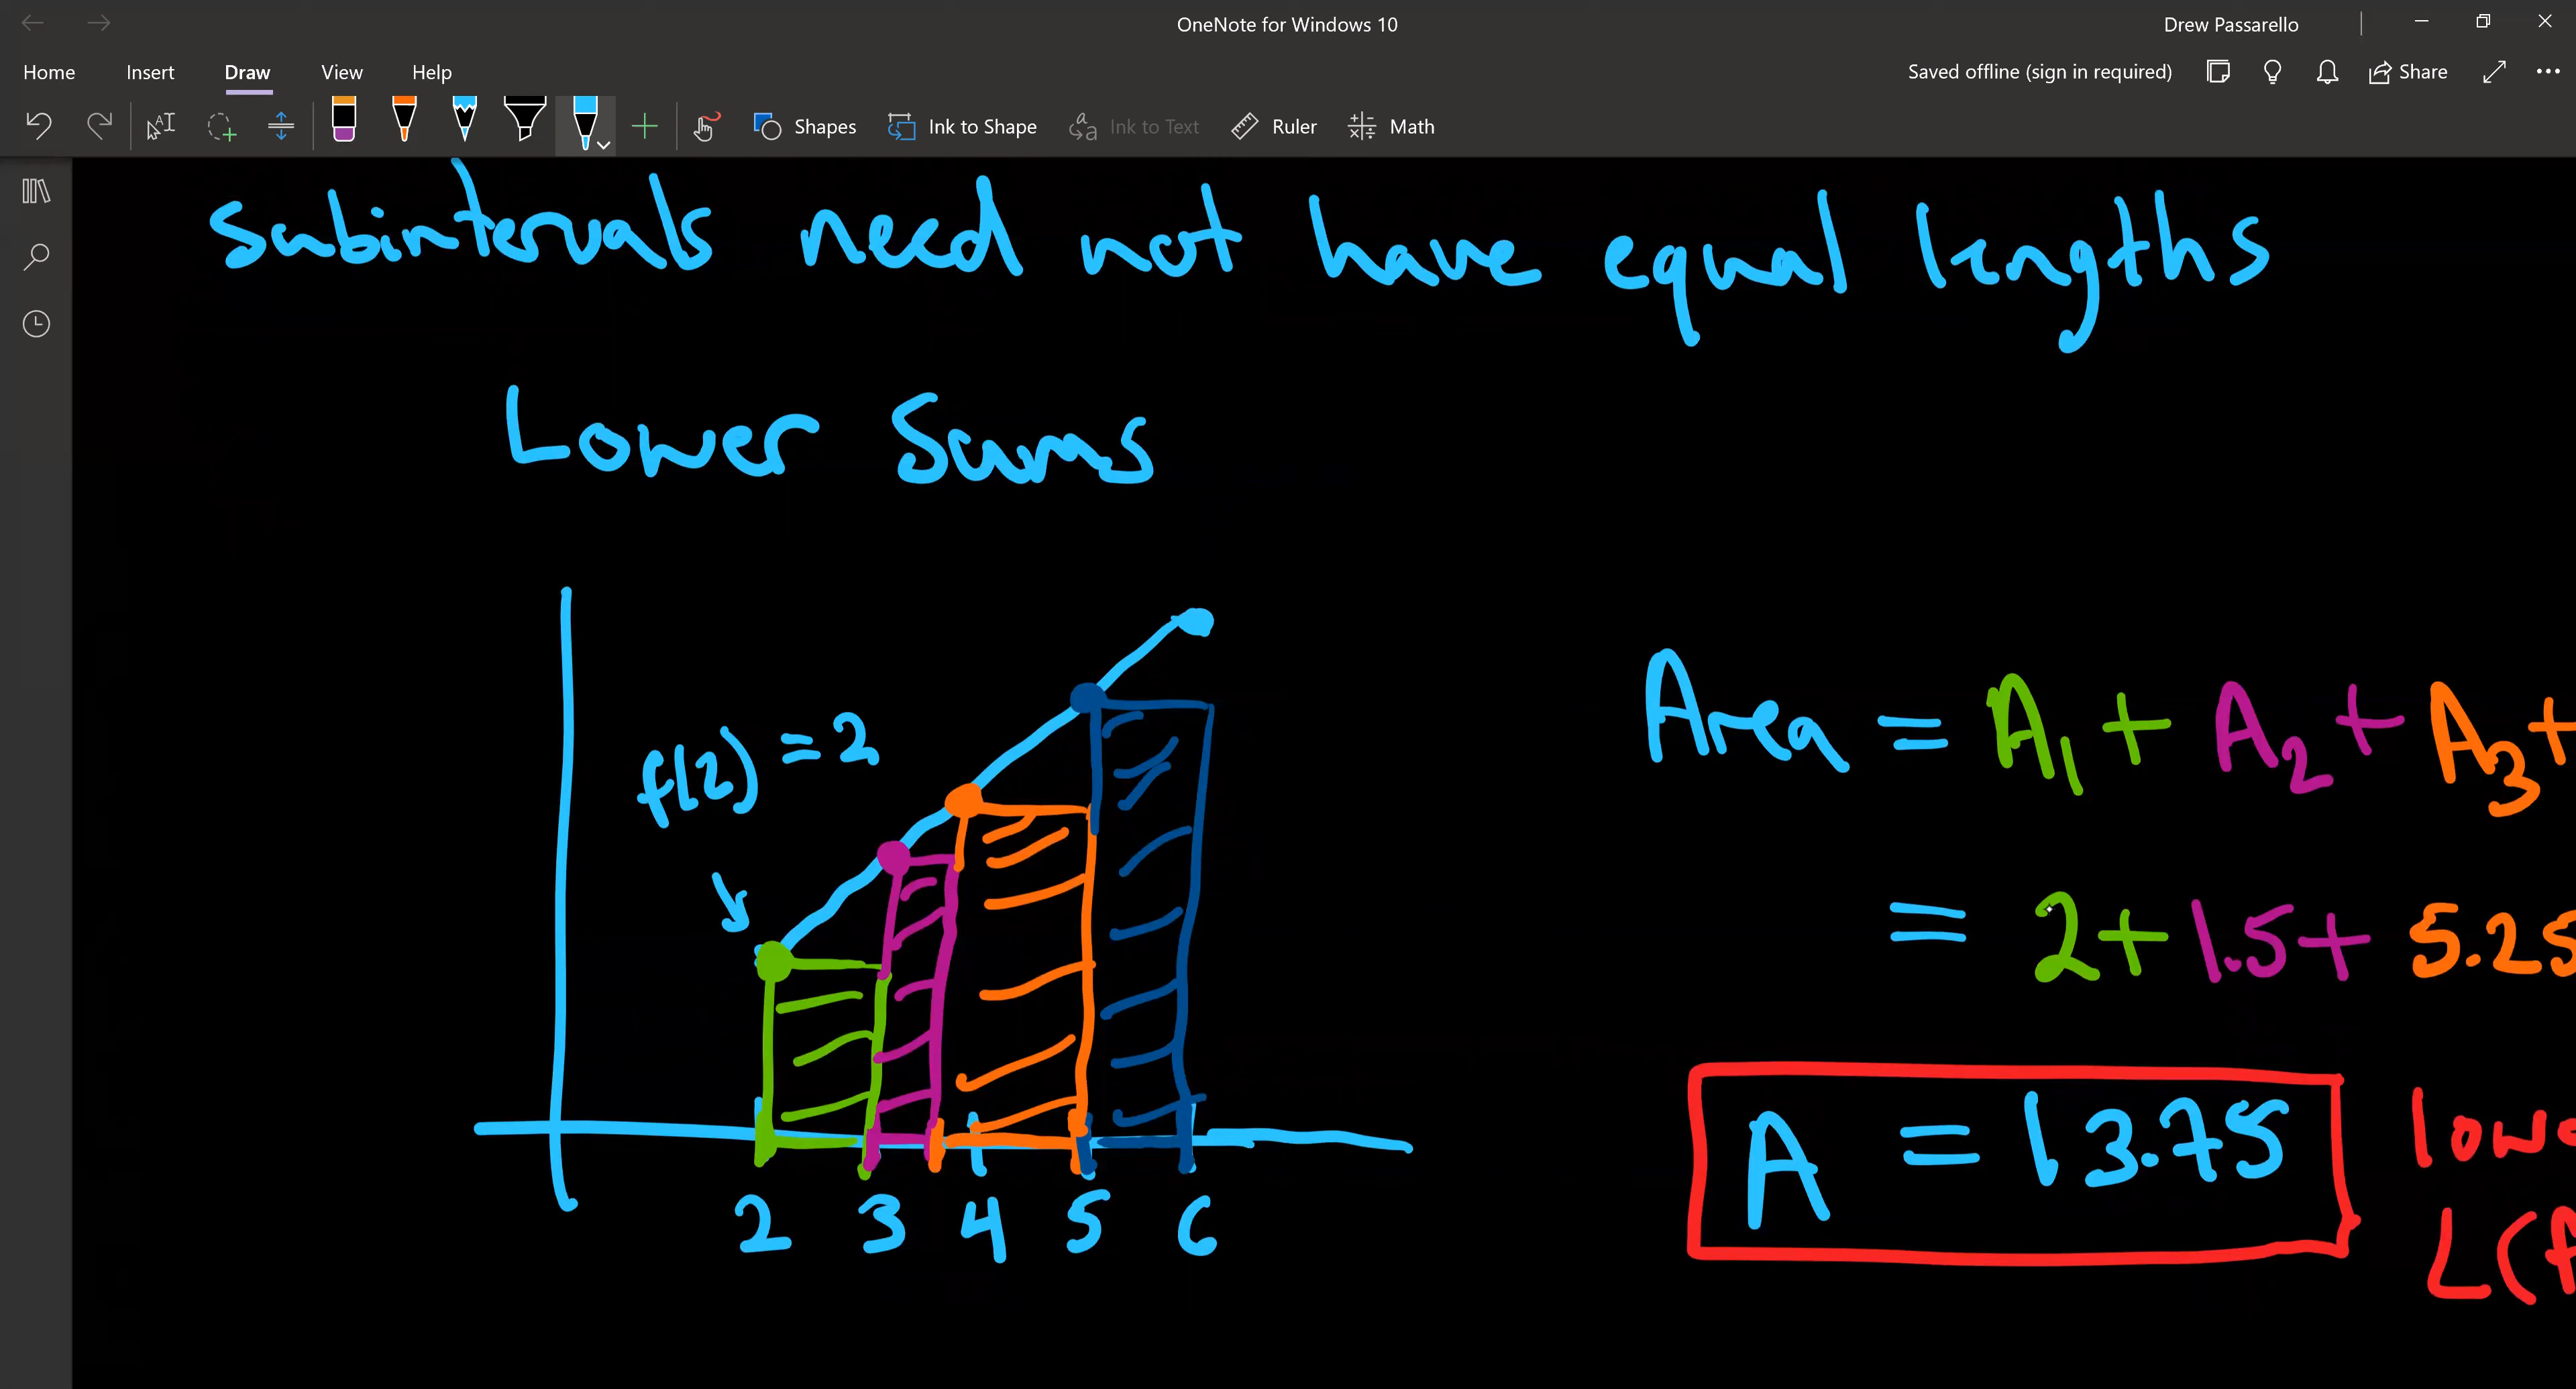 OneNote for Windows 10
Drew Passarello
Home Insert Draw View Help
Saved offline (sign in required) Share
Shapes Ink to Shape Ink to Text Ruler Math
Subintervals need not have equal lengths
Lower Sums
f(2) = 2
2 3 4 5 6
Area = A₁ + A₂ + A₃ +
= 2 + 1.5 + 5.25
A = 13.75
L(